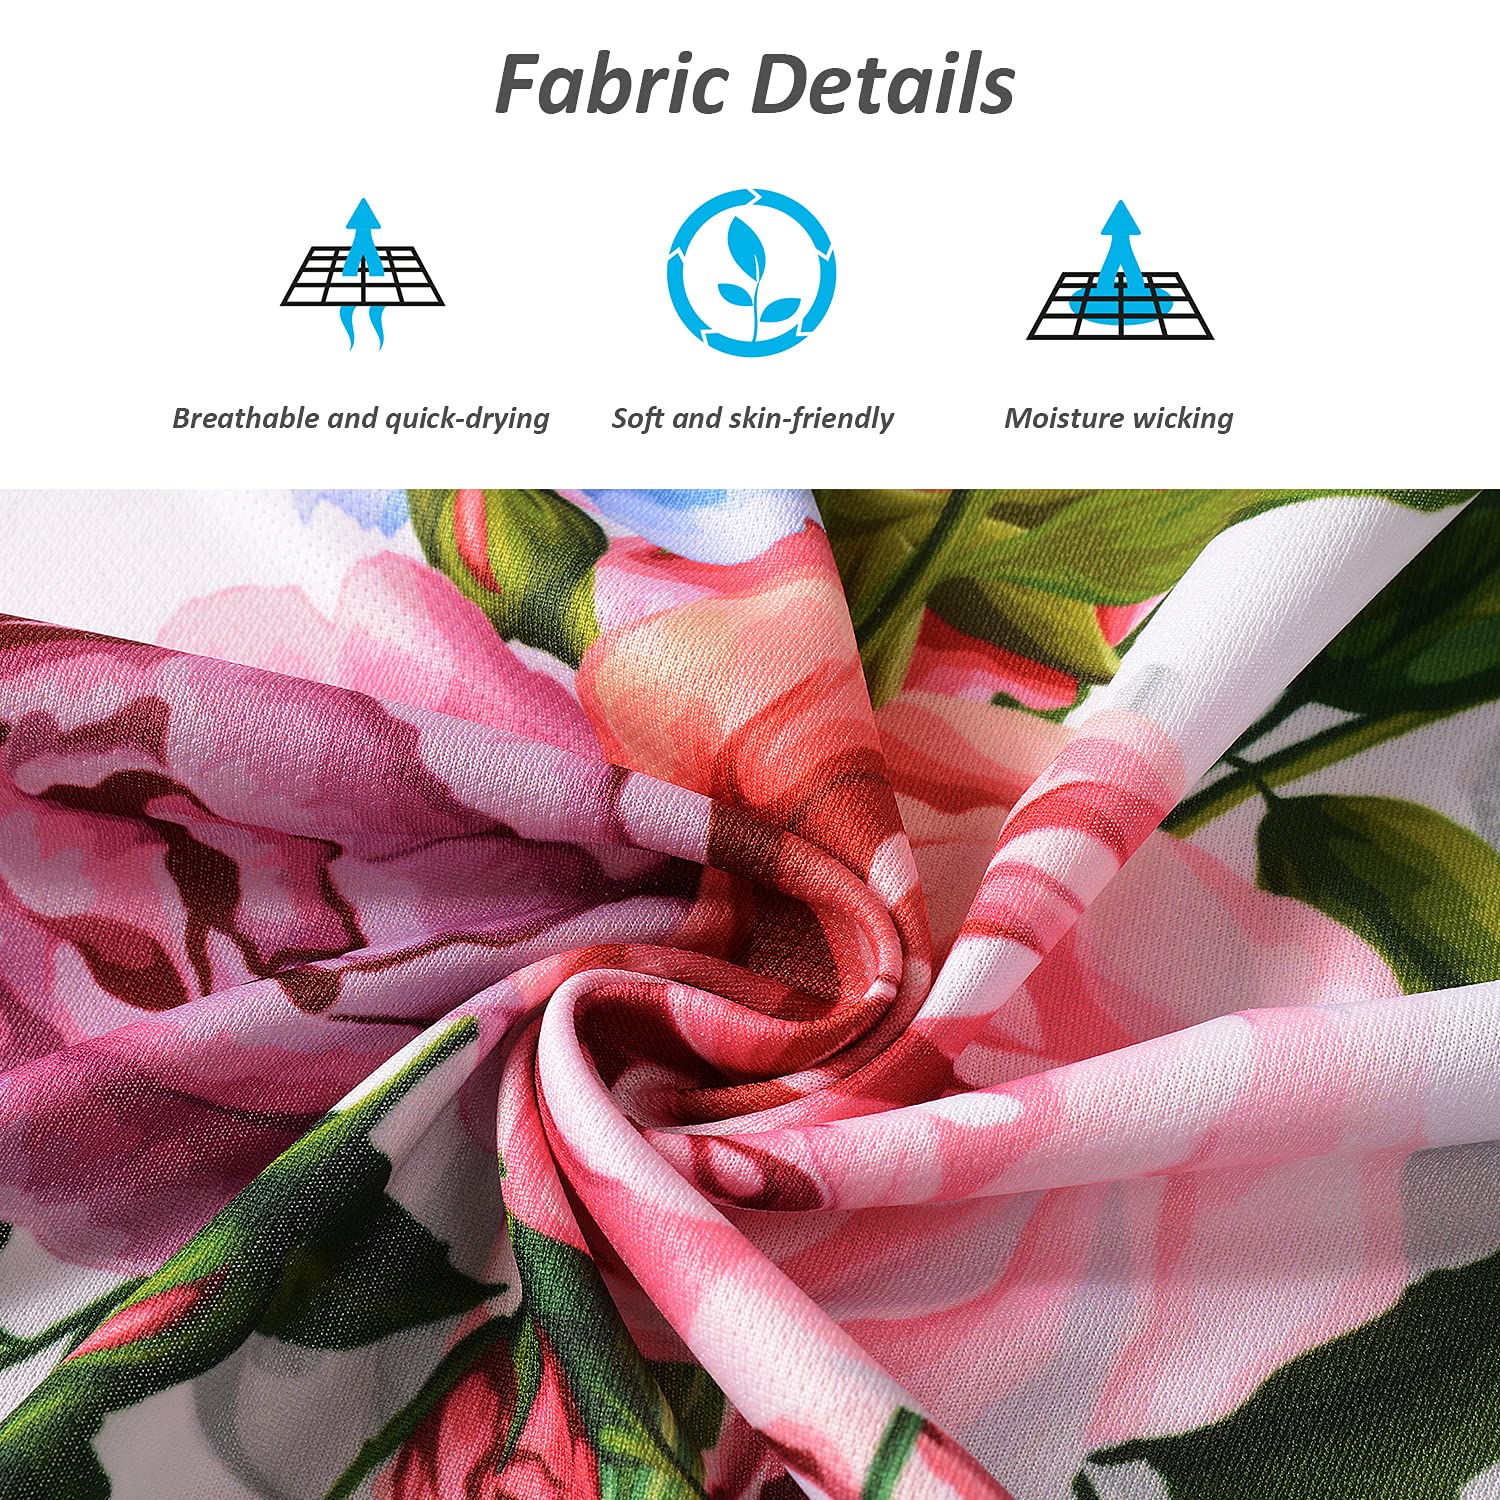 Fabric Details
Breathable and quick-drying
Soft and skin-friendly
Moisture wicking